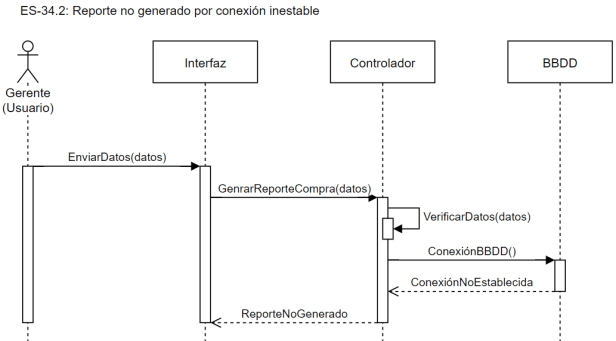 ES-34.2: Reporte no generado por conexión inestable
Interfaz
Controlador
BBDD
Gerente
(Usuario)
EnviarDatos(datos)
GenrarReporteCompra(datos)
VerificarDatos(datos)
ConexiónBBDD()
ConexiónNoEstablecida
ReporteNoGenerado